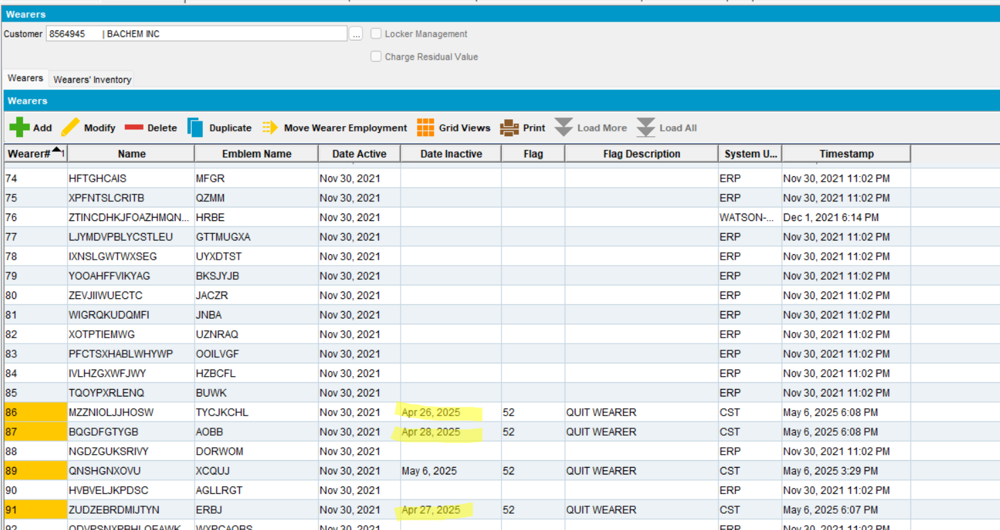 Wearers
Customer 8564945 | BACHEM INC ... Locker Management
Charge Residual Value
Wearers Wearers' Inventory
Wearers
Add Modify Delete Duplicate Move Wearer Employment Grid Views Print Load More Load All
Wearer# 1 Name Emblem Name Date Active Date Inactive Flag Flag Description System U... Timestamp
74 HFTGHCAIS MFGR Nov 30, 2021 ERP Nov 30, 2021 11:02 PM
75 XPFNTSLCRITB QZMM Nov 30, 2021 ERP Nov 30, 2021 11:02 PM
76 ZTINCDHKJFOAZHMQN... HRBE Nov 30, 2021 WATSON-... Dec 1, 2021 6:14 PM
77 LJYMDVPBLYCSTLEU GTTMUGXA Nov 30, 2021 ERP Nov 30, 2021 11:02 PM
78 IXNSLGWTWXSEG UYXDTST Nov 30, 2021 ERP Nov 30, 2021 11:02 PM
79 YOOAHFFVIKYAG BKSJYJB Nov 30, 2021 ERP Nov 30, 2021 11:02 PM
80 ZEVJIIWUECTC JACZR Nov 30, 2021 ERP Nov 30, 2021 11:02 PM
81 WIGRQKUDQMFI JNBA Nov 30, 2021 ERP Nov 30, 2021 11:02 PM
82 XOTPTIEMWG UZNRAQ Nov 30, 2021 ERP Nov 30, 2021 11:02 PM
83 PFCTSXHABLWHYWP OOILVGF Nov 30, 2021 ERP Nov 30, 2021 11:02 PM
84 IVLHZGXWFJWY HZBCFL Nov 30, 2021 ERP Nov 30, 2021 11:02 PM
85 TQOYPXRLENQ BUWK Nov 30, 2021 ERP Nov 30, 2021 11:02 PM
86 MZZNIOLJJHOSW TYCJKCHL Nov 30, 2021 Apr 26, 2025 52 QUIT WEARER CST May 6, 2025 6:08 PM
87 BQGDFGTYGB AOBB Nov 30, 2021 Apr 28, 2025 52 QUIT WEARER CST May 6, 2025 6:08 PM
88 NGDZGUKSRIVY DORWOM Nov 30, 2021 ERP Nov 30, 2021 11:02 PM
89 QNSHGNXOVU XCQUJ Nov 30, 2021 May 6, 2025 52 QUIT WEARER CST May 6, 2025 3:29 PM
90 HVBVELJKPDSC AGLLRGT Nov 30, 2021 ERP Nov 30, 2021 11:02 PM
91 ZUDZEBRDMIJTYN ERBJ Nov 30, 2021 Apr 27, 2025 52 QUIT WEARER CST May 6, 2025 6:07 PM
92 Nov 30, 2021 ERP Nov 30, 2021 11:02 PM